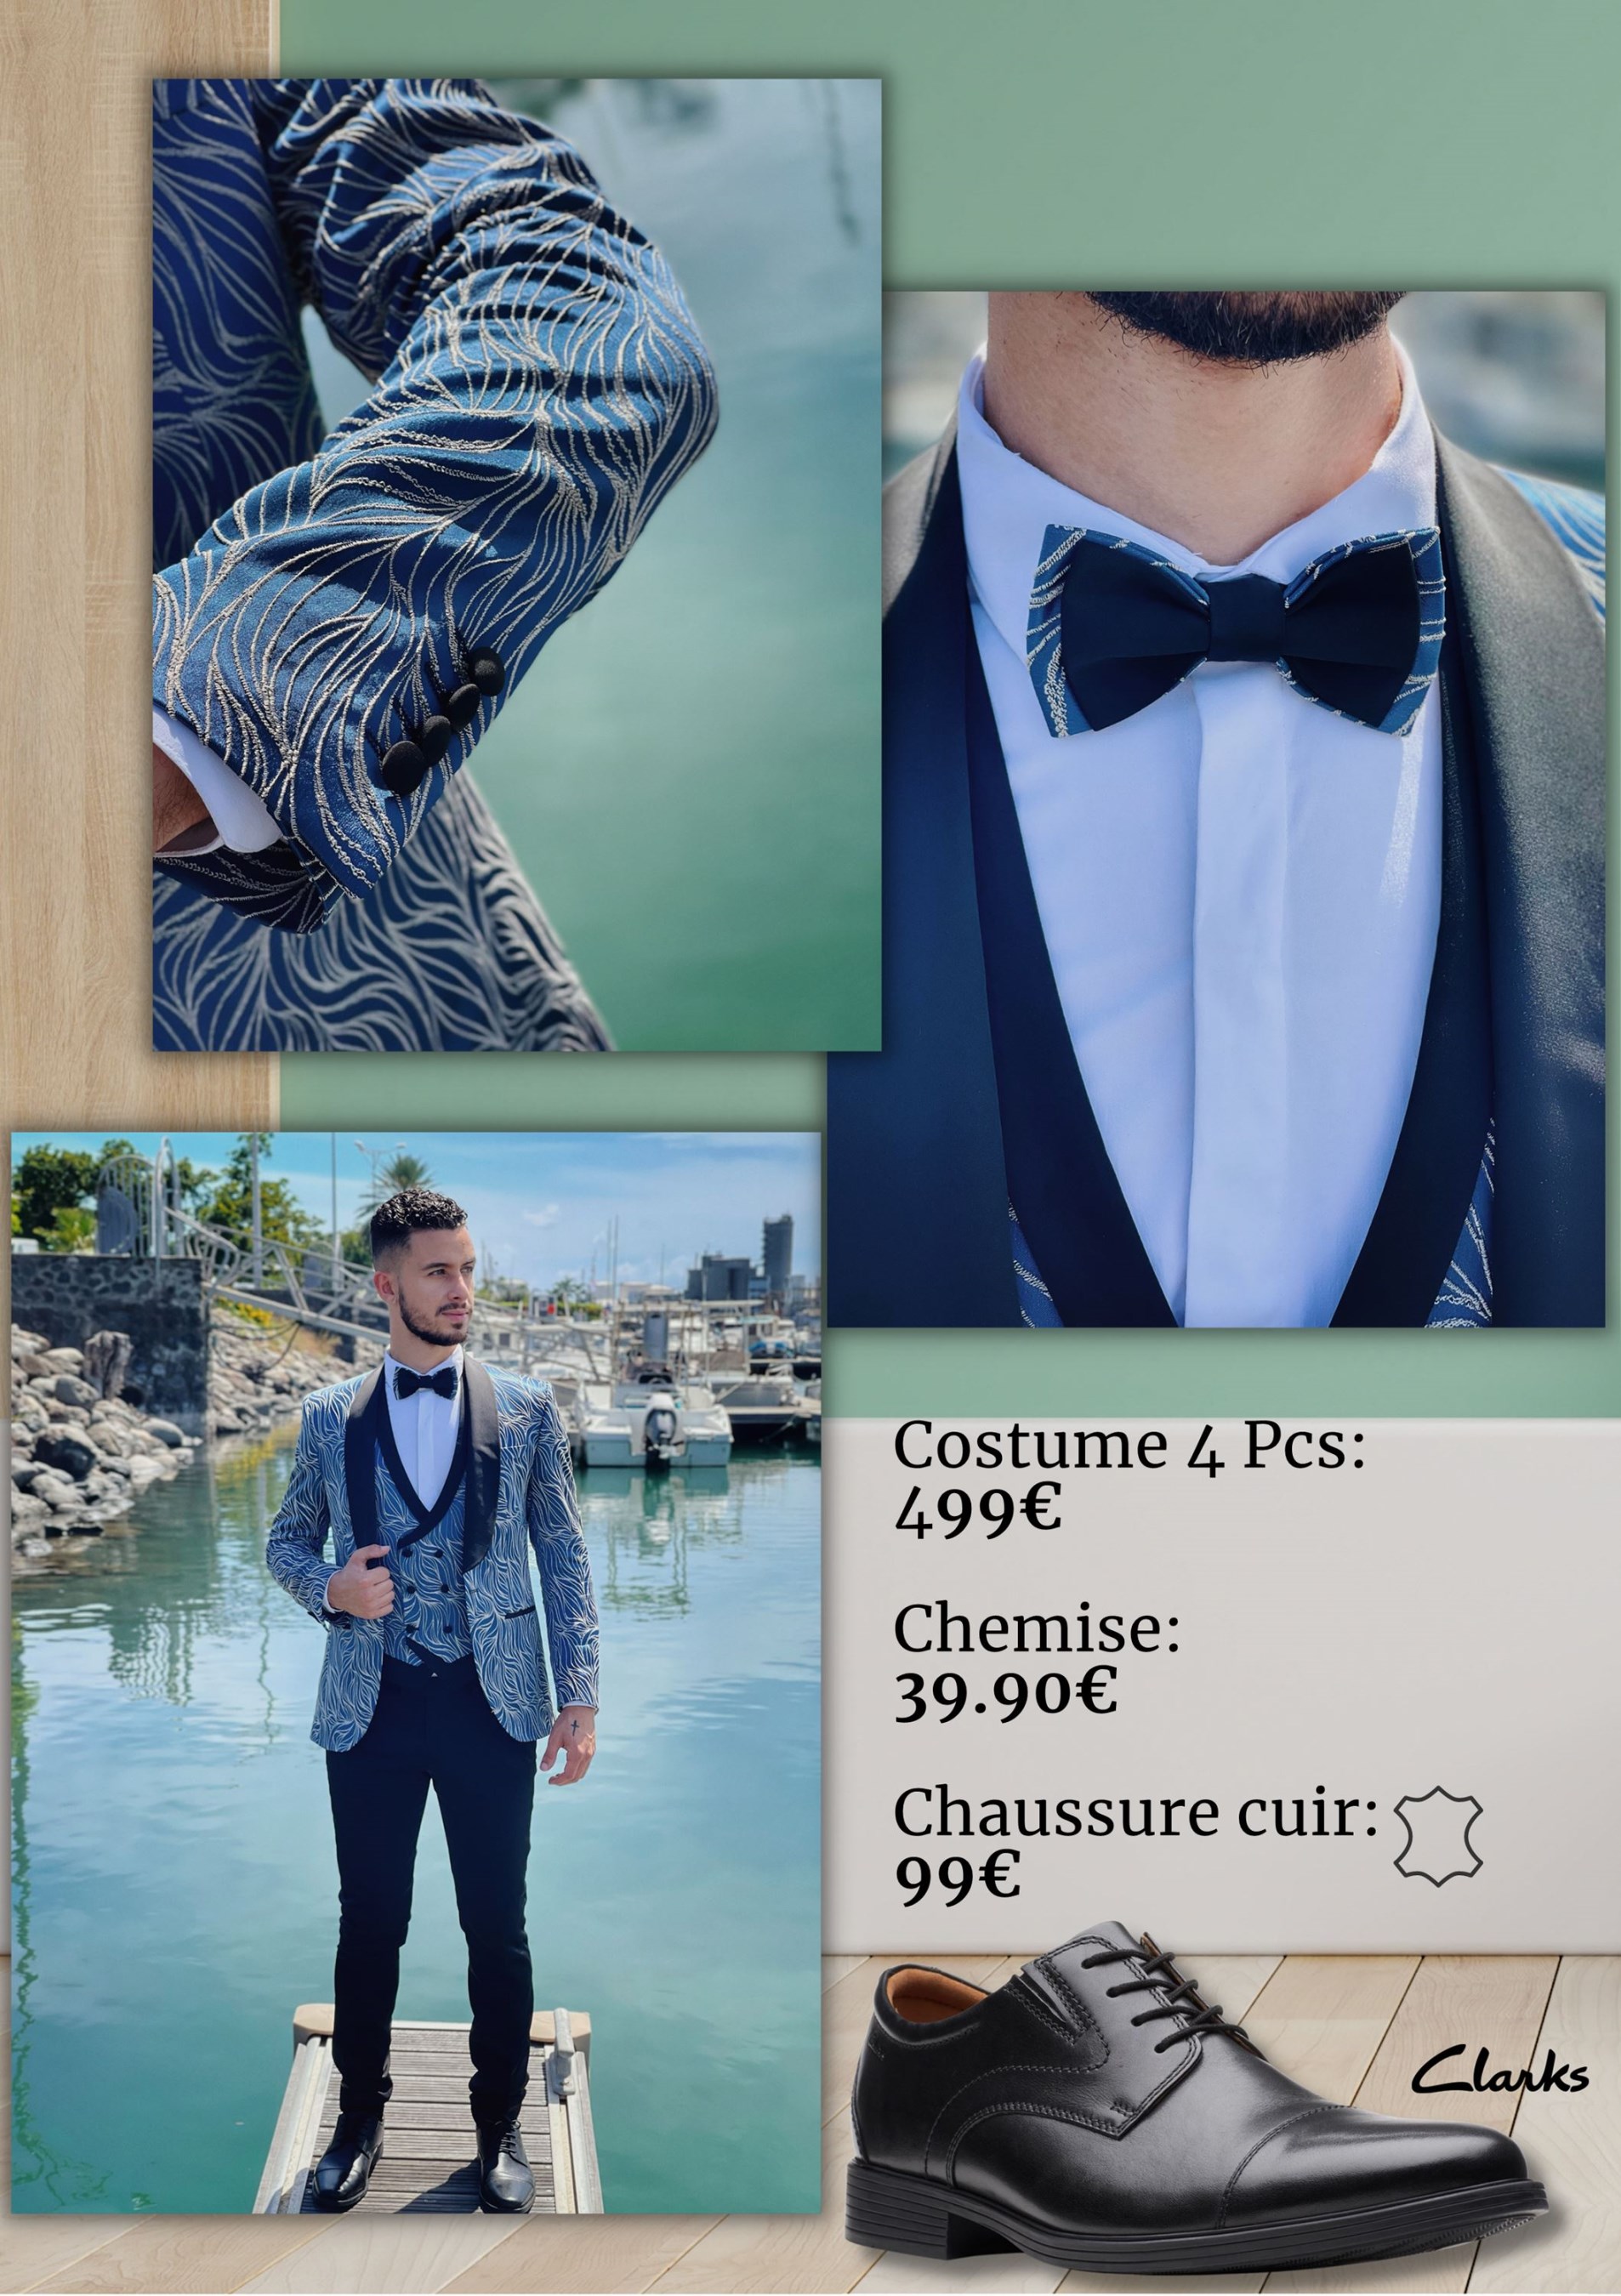 Costume 4 Pcs:
499€
Chemise:
39.90€
Chaussure cuir:
99€
Clarks